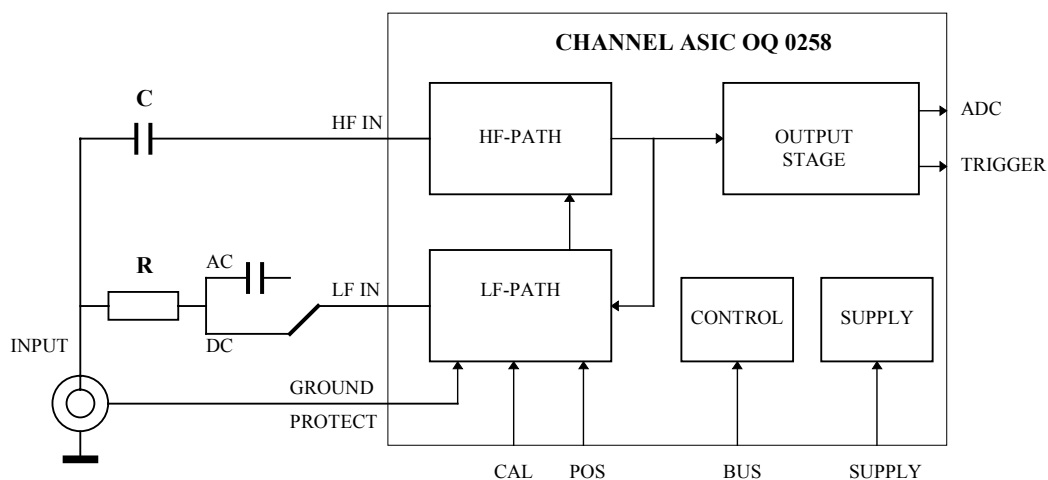 CHANNEL ASIC OQ 0258
C
HF IN
HF-PATH
OUTPUT
STAGE
ADC
TRIGGER
R
AC
DC
LF IN
LF-PATH
CONTROL
SUPPLY
INPUT
GROUND
PROTECT
CAL
POS
BUS
SUPPLY